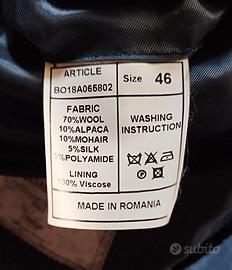 ARTICLE
BO18A065802
Size 46
FABRIC
70%WOOL
10%ALPACA
10%MOHAIR
5%SILK
5%POLYAMIDE
LINING
100% Viscose
WASHING
INSTRUCTION
MADE IN ROMANIA
subito